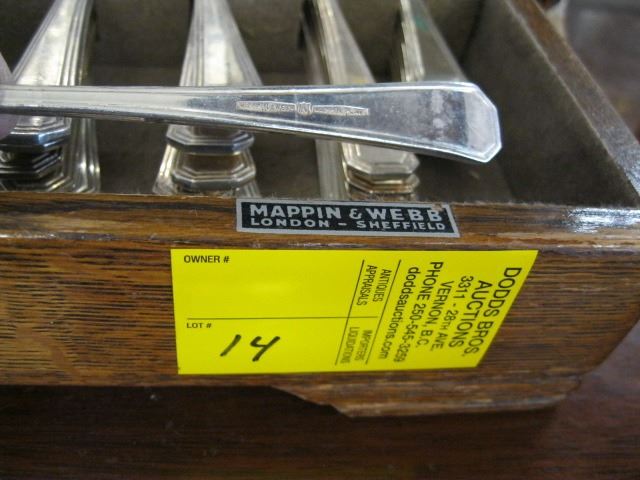 MAPPIN & WEBB
LONDON - SHEFFIELD
OWNER #
LOT #
14
ANTIQUES
APPRAISALS
IMPORTERS
LIQUIDATIONS
DODDS BROS.
AUCTIONS
3311 - 28TH AVE.
VERNON, B.C.
PHONE 250-545-3259
doddsauctions.com